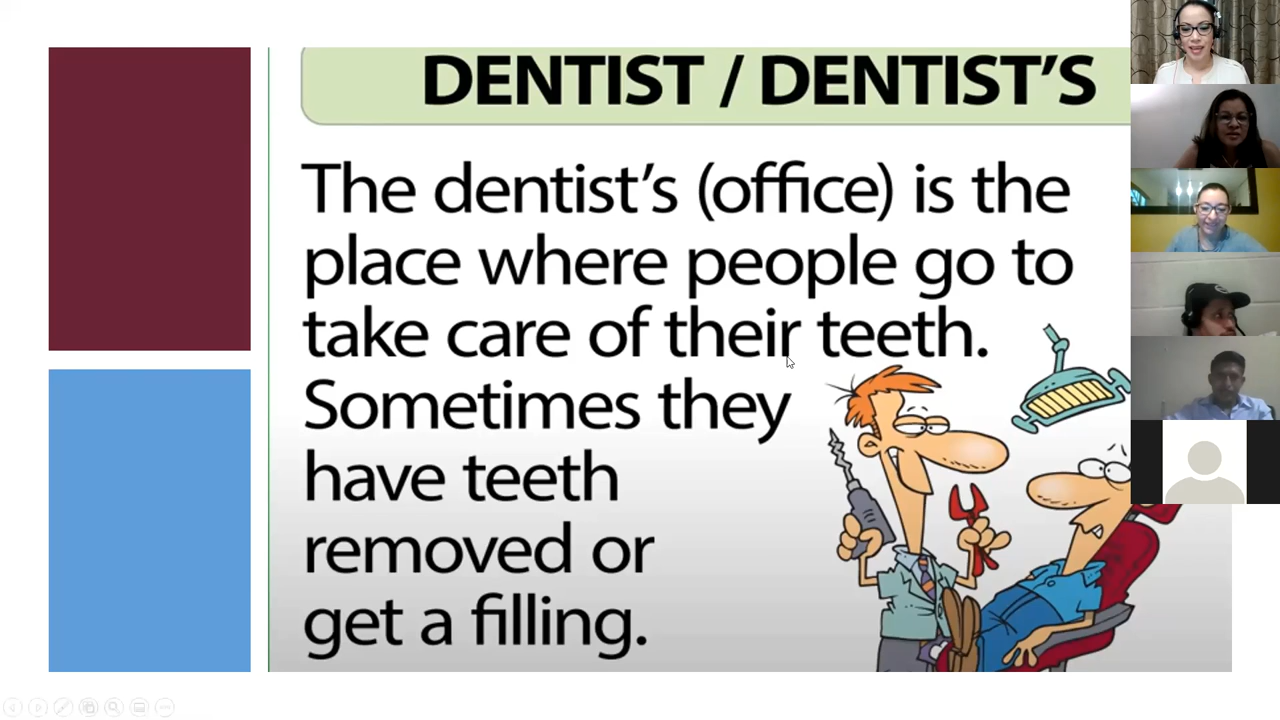 DENTIST / DENTIST'S
The dentist's (office) is the
place where people go to
take care of their teeth.
Sometimes they
have teeth
removed or
get a filling.